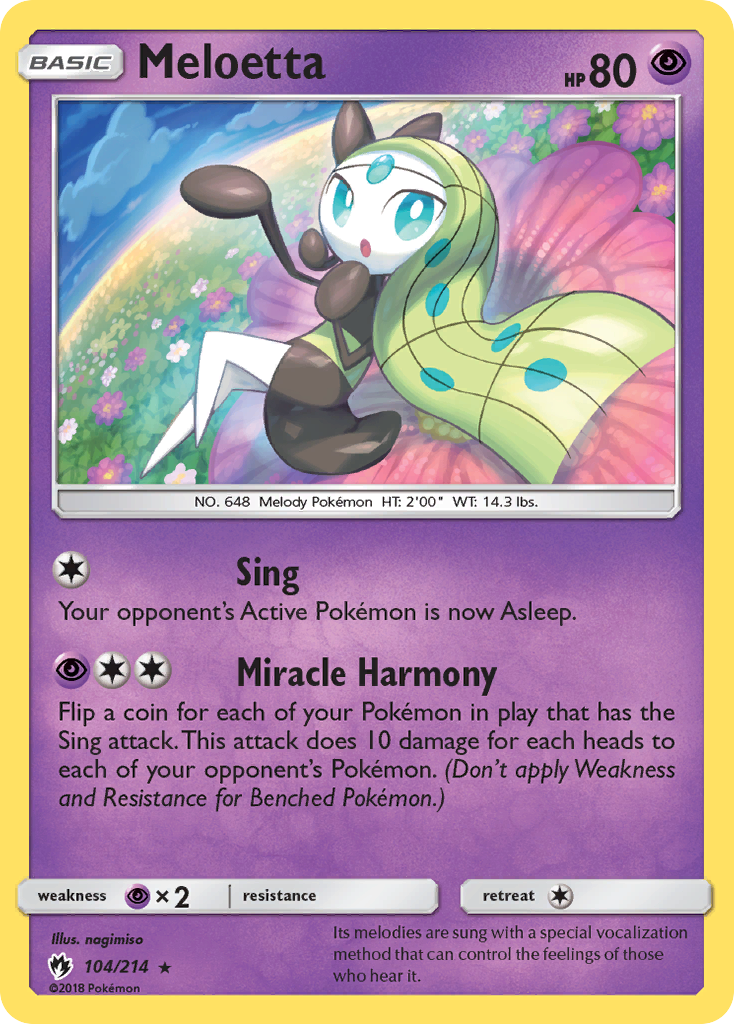 BASIC Meloetta HP 80
NO. 648 Melody Pokémon HT: 2'00" WT: 14.3 lbs.
Sing
Your opponent's Active Pokémon is now Asleep.
Miracle Harmony
Flip a coin for each of your Pokémon in play that has the
Sing attack. This attack does 10 damage for each heads to
each of your opponent's Pokémon. (Don't apply Weakness
and Resistance for Benched Pokémon.)
weakness ×2 resistance retreat
Illus. nagimiso
104/214 ★
©2018 Pokémon
Its melodies are sung with a special vocalization
method that can control the feelings of those
who hear it.